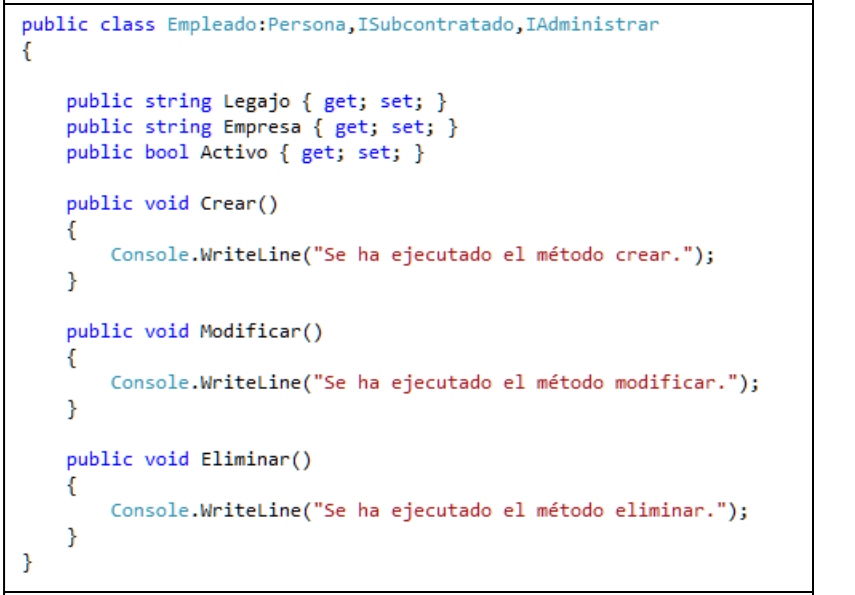 public class Empleado:Persona,ISubcontratado,IAdministrar
{
public string Legajo { get; set; }
public string Empresa { get; set; }
public bool Activo { get; set; }
public void Crear()
{
Console.WriteLine("Se ha ejecutado el método crear.");
}
public void Modificar()
{
Console.WriteLine("Se ha ejecutado el método modificar.");
}
public void Eliminar()
{
Console.WriteLine("Se ha ejecutado el método eliminar.");
}
}